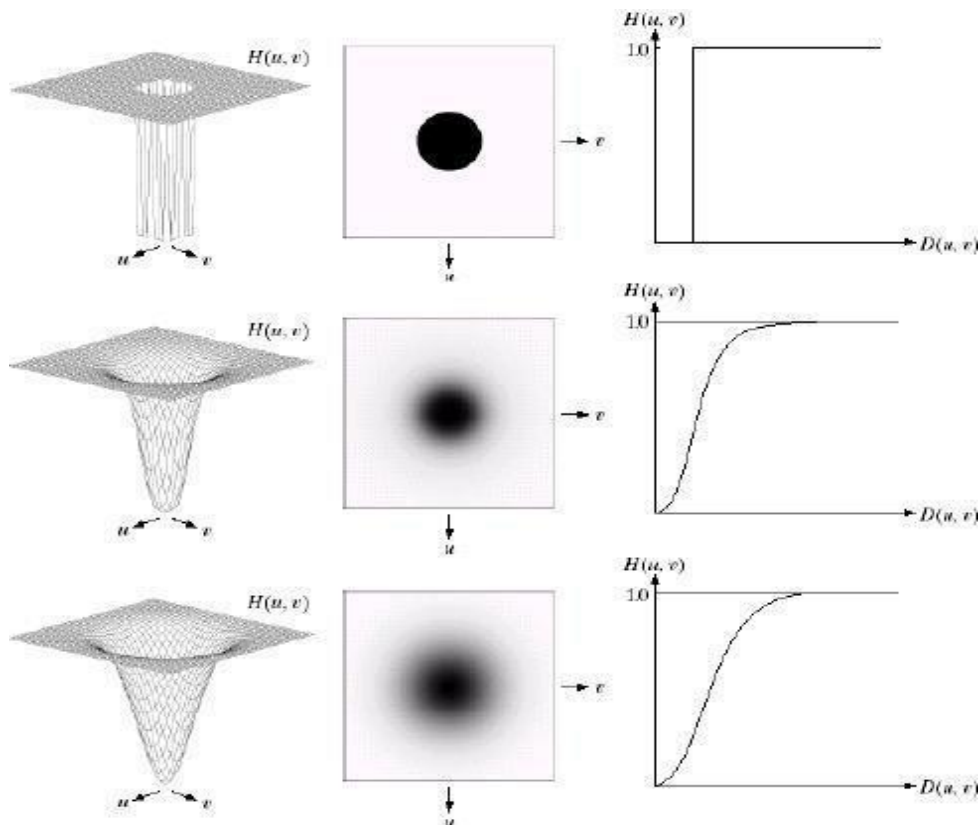 H(u, v)
u v
v
u
H(u, v)
1.0
D(u, v)
H(u, v)
u v
v
u
H(u, v)
1.0
D(u, v)
H(u, v)
u v
v
u
H(u, v)
1.0
D(u, v)